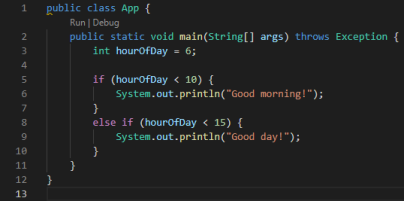 1 public class App {
Run | Debug
2 public static void main(String[] args) throws Exception {
3 int hourOfDay = 6;
4
5 if (hourOfDay < 10) {
6 System.out.println("Good morning!");
7 }
8 else if (hourOfDay < 15) {
9 System.out.println("Good day!");
10 }
11 }
12 }
13